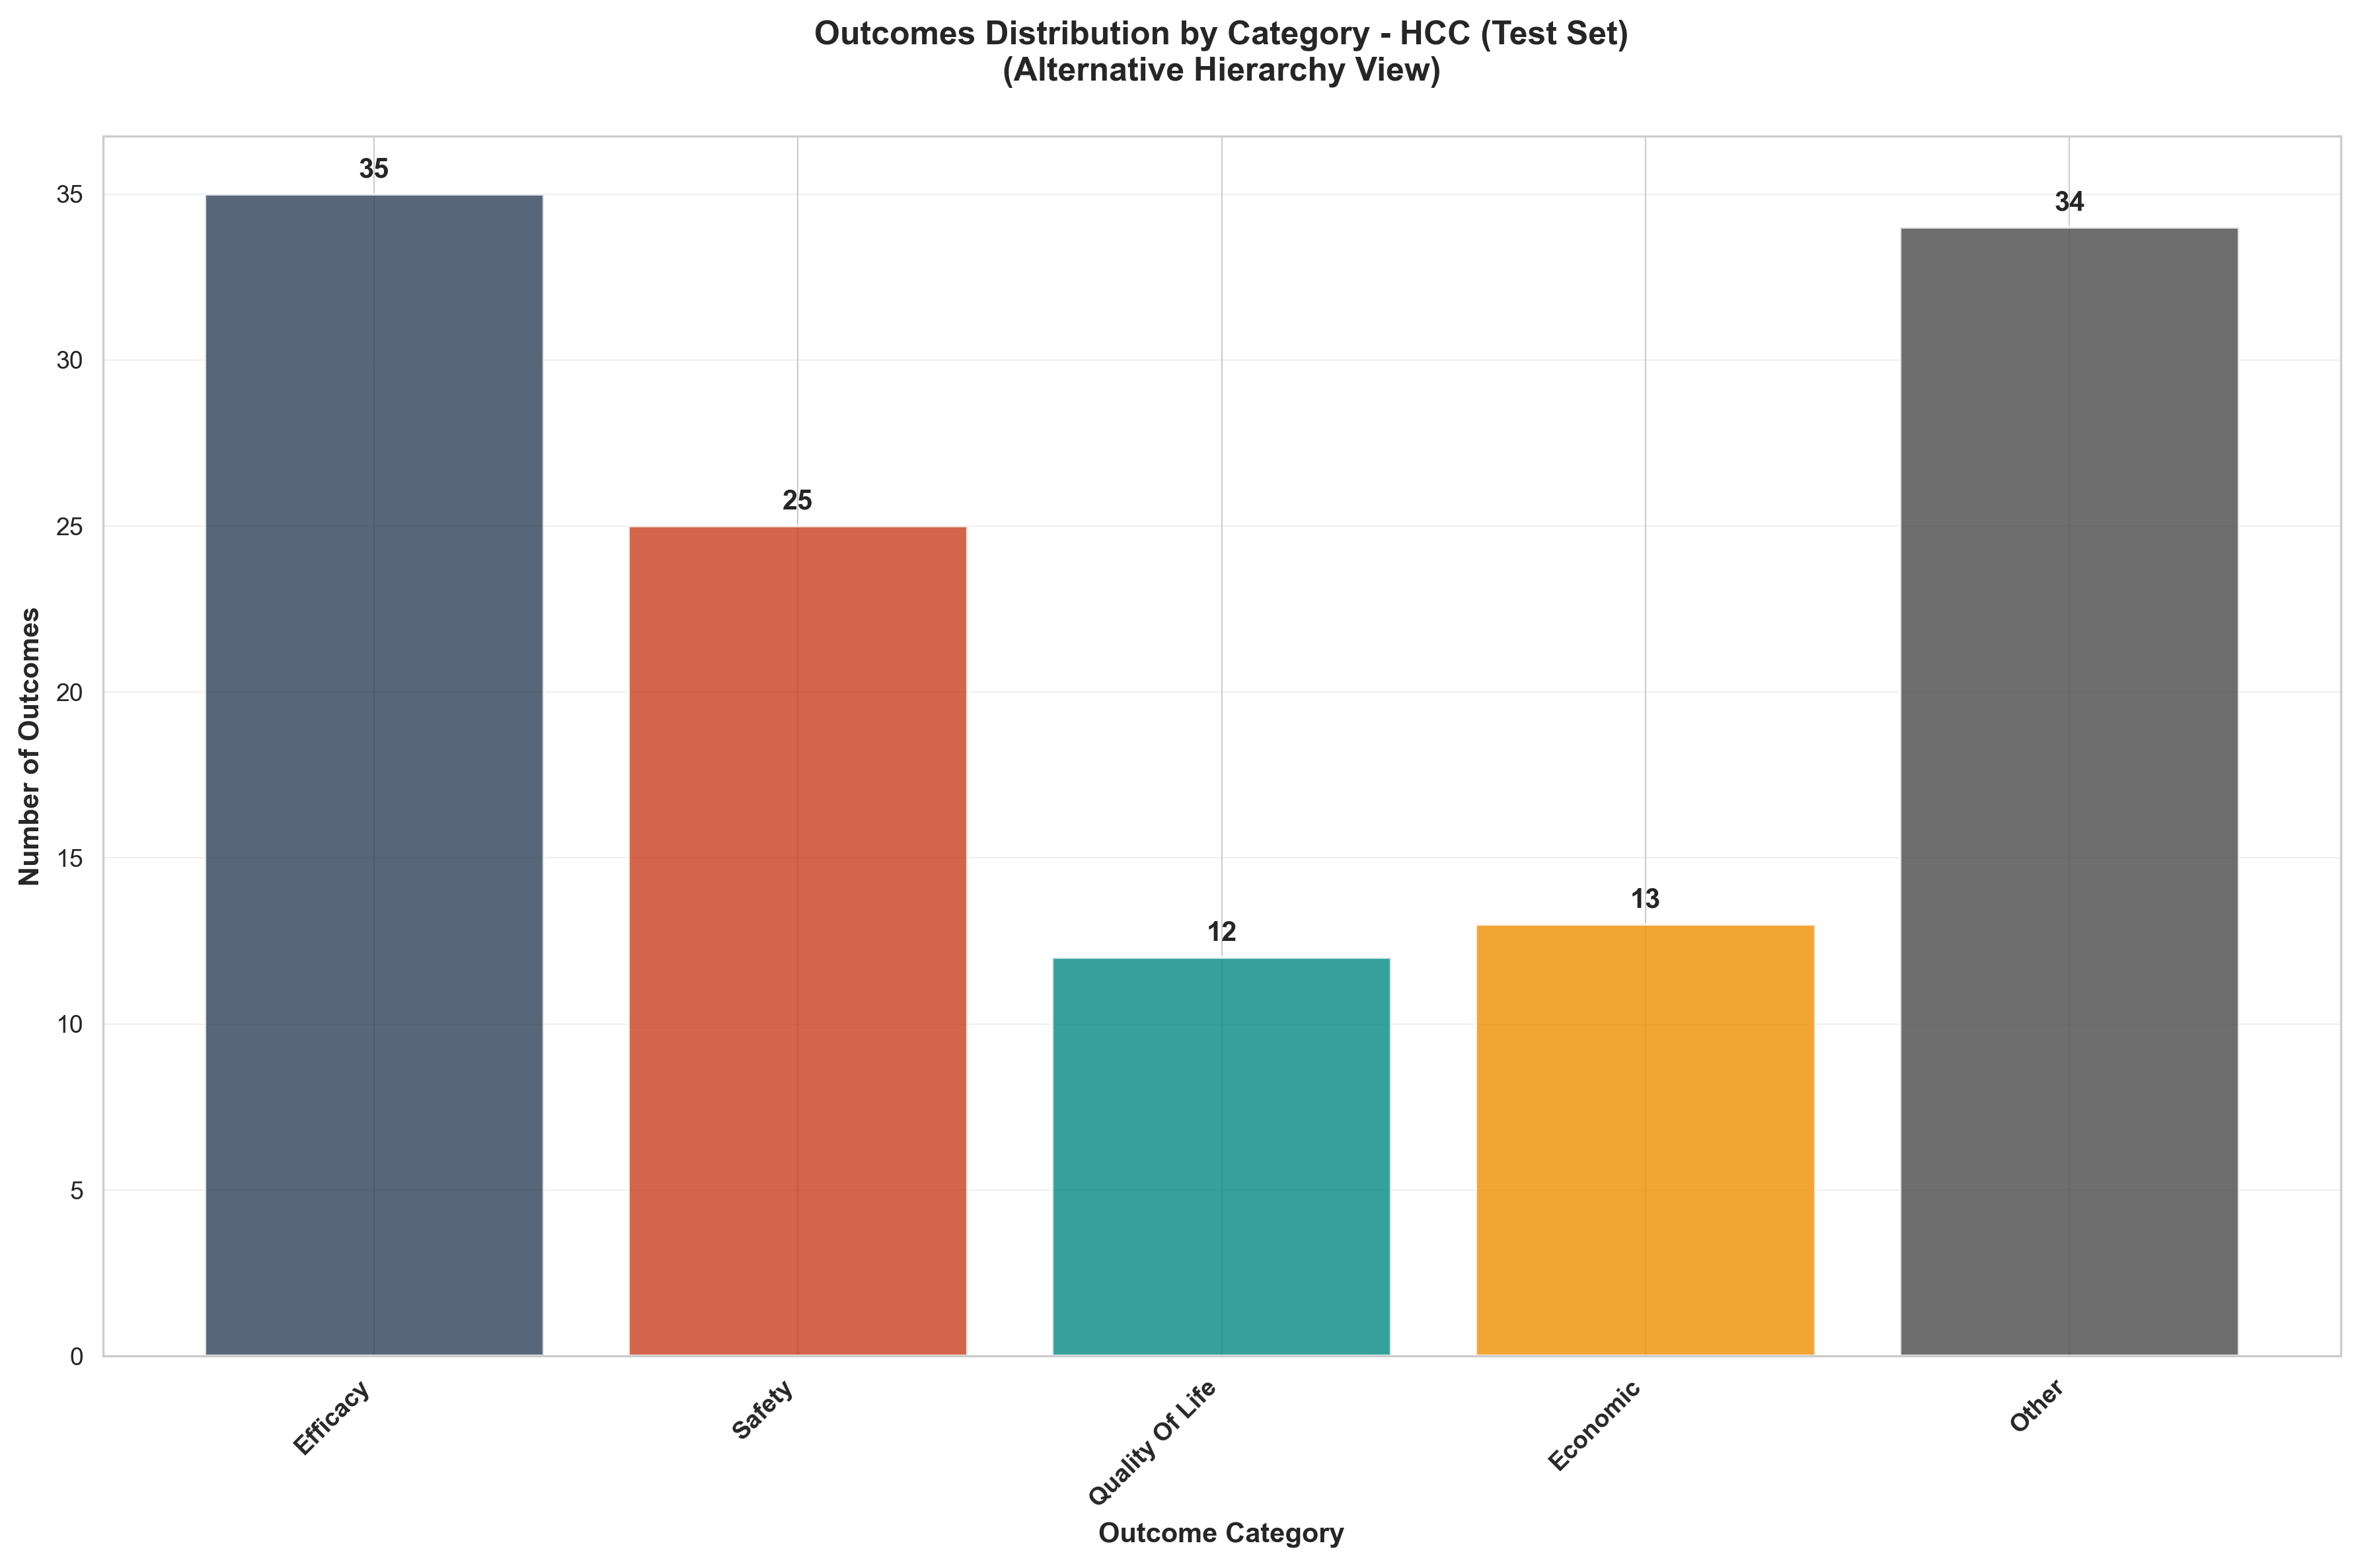 Outcomes Distribution by Category - HCC (Test Set)
(Alternative Hierarchy View)
Number of Outcomes
35
30
25
20
15
10
5
0
35
25
12
13
34
Efficacy
Safety
Quality Of Life
Economic
Other
Outcome Category